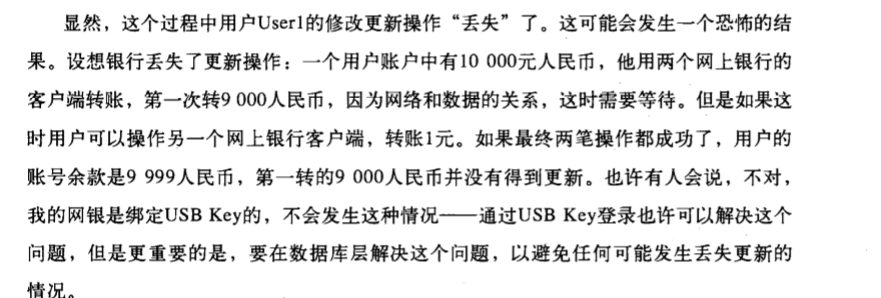 显然，这个过程中用户User1的修改更新操作“丢失”了。这可能会发生一个恐怖的结
果。设想银行丢失了更新操作：一个用户账户中有10 000元人民币，他用两个网上银行的
客户端转账，第一次转9 000人民币，因为网络和数据的关系，这时需要等待。但是如果这
时用户可以操作另一个网上银行客户端，转账1元。如果最终两笔操作都成功了，用户的
账号余款是9 999人民币，第一转的9 000人民币并没有得到更新。也许有人会说，不对，
我的网银是绑定USB Key的，不会发生这种情况——通过USB Key登录也许可以解决这个
问题，但是更重要的是，要在数据库层解决这个问题，以避免任何可能发生丢失更新的
情况。